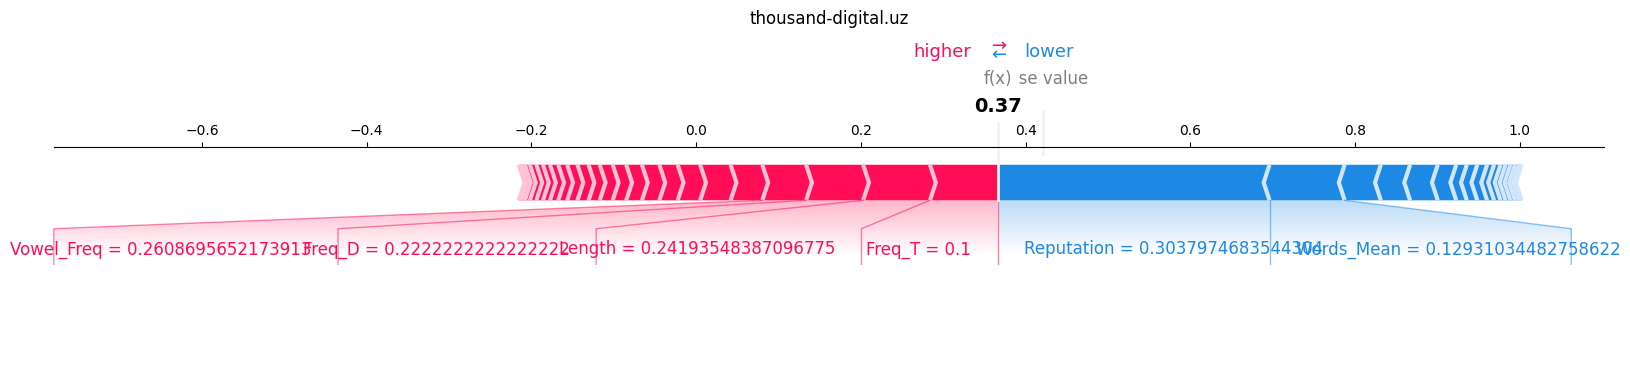 thousand-digital.uz
higher ⇄ lower
f(x) se value
0.37
−0.6 −0.4 −0.2 0.0 0.2 0.4 0.6 0.8 1.0
Vowel_Freq = 0.2608695652173913 Freq_D = 0.2222222222222222 Length = 0.24193548387096775 Freq_T = 0.1 Reputation = 0.3037974683544304 Words_Mean = 0.12931034482758622